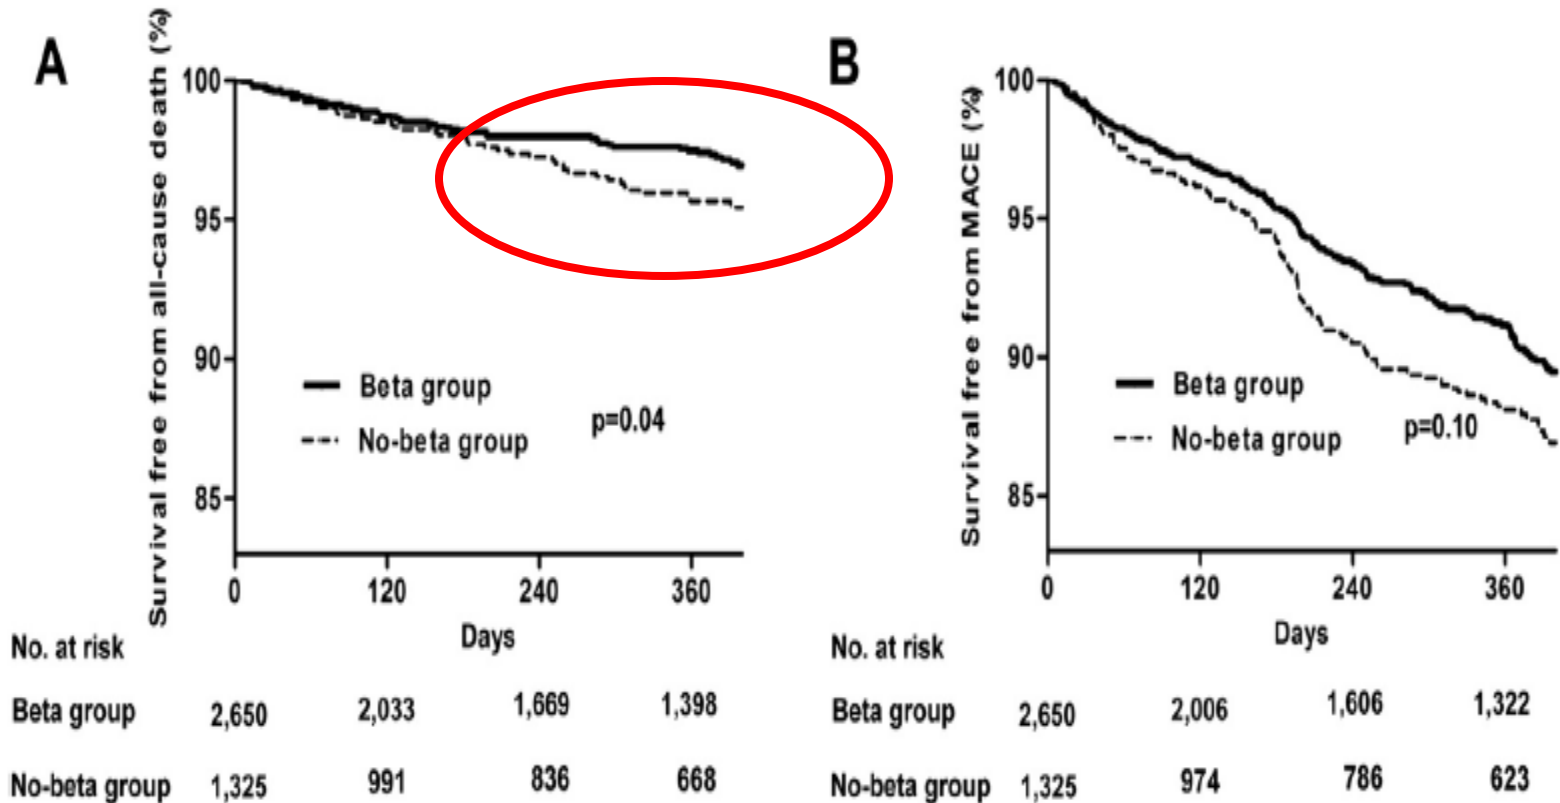 A
Survival free from all-cause death (%)
100
95
90
85
Beta group
No-beta group
p=0.04
0 120 240 360
Days
No. at risk
Beta group 2,650 2,033 1,669 1,398
No-beta group 1,325 991 836 668
B
Survival free from MACE (%)
100
95
90
85
Beta group
No-beta group
p=0.10
0 120 240 360
Days
No. at risk
Beta group 2,650 2,006 1,606 1,322
No-beta group 1,325 974 786 623